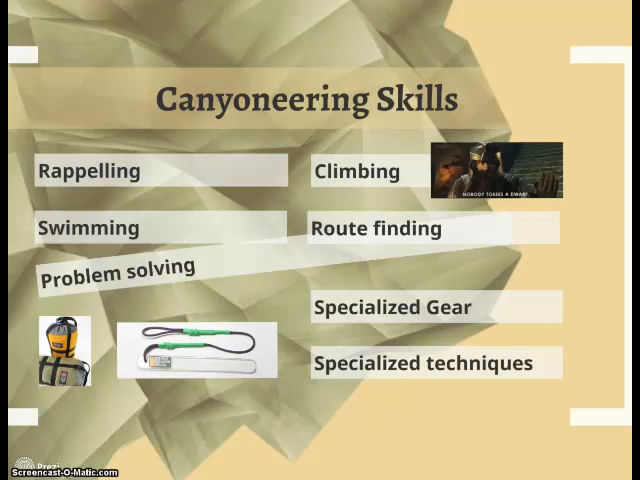 Canyoneering Skills
Rappelling
Climbing
NOBODY TOSSES A DWARF
Swimming
Route finding
Problem solving
Specialized Gear
Specialized techniques
Prezi
Screencast-O-Matic.com